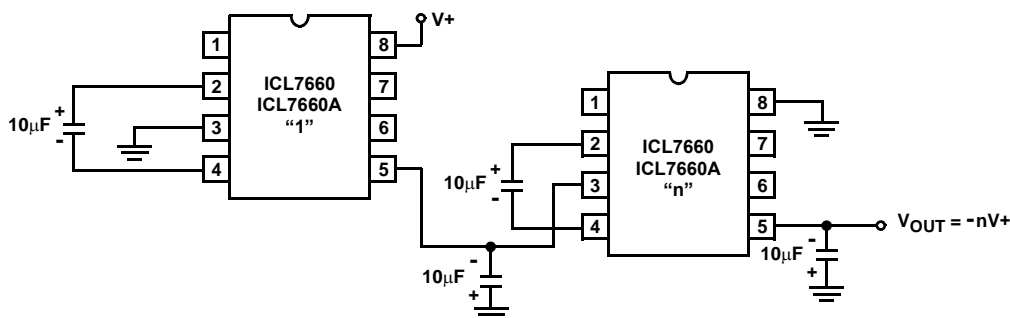 V+
1
8
ICL7660
ICL7660A
“1”
2
7
10µF
+
-
3
6
4
5
1
8
ICL7660
ICL7660A
“n”
2
7
10µF
+
-
3
6
4
5
VOUT = -nV+
-
10µF
+
-
10µF
+